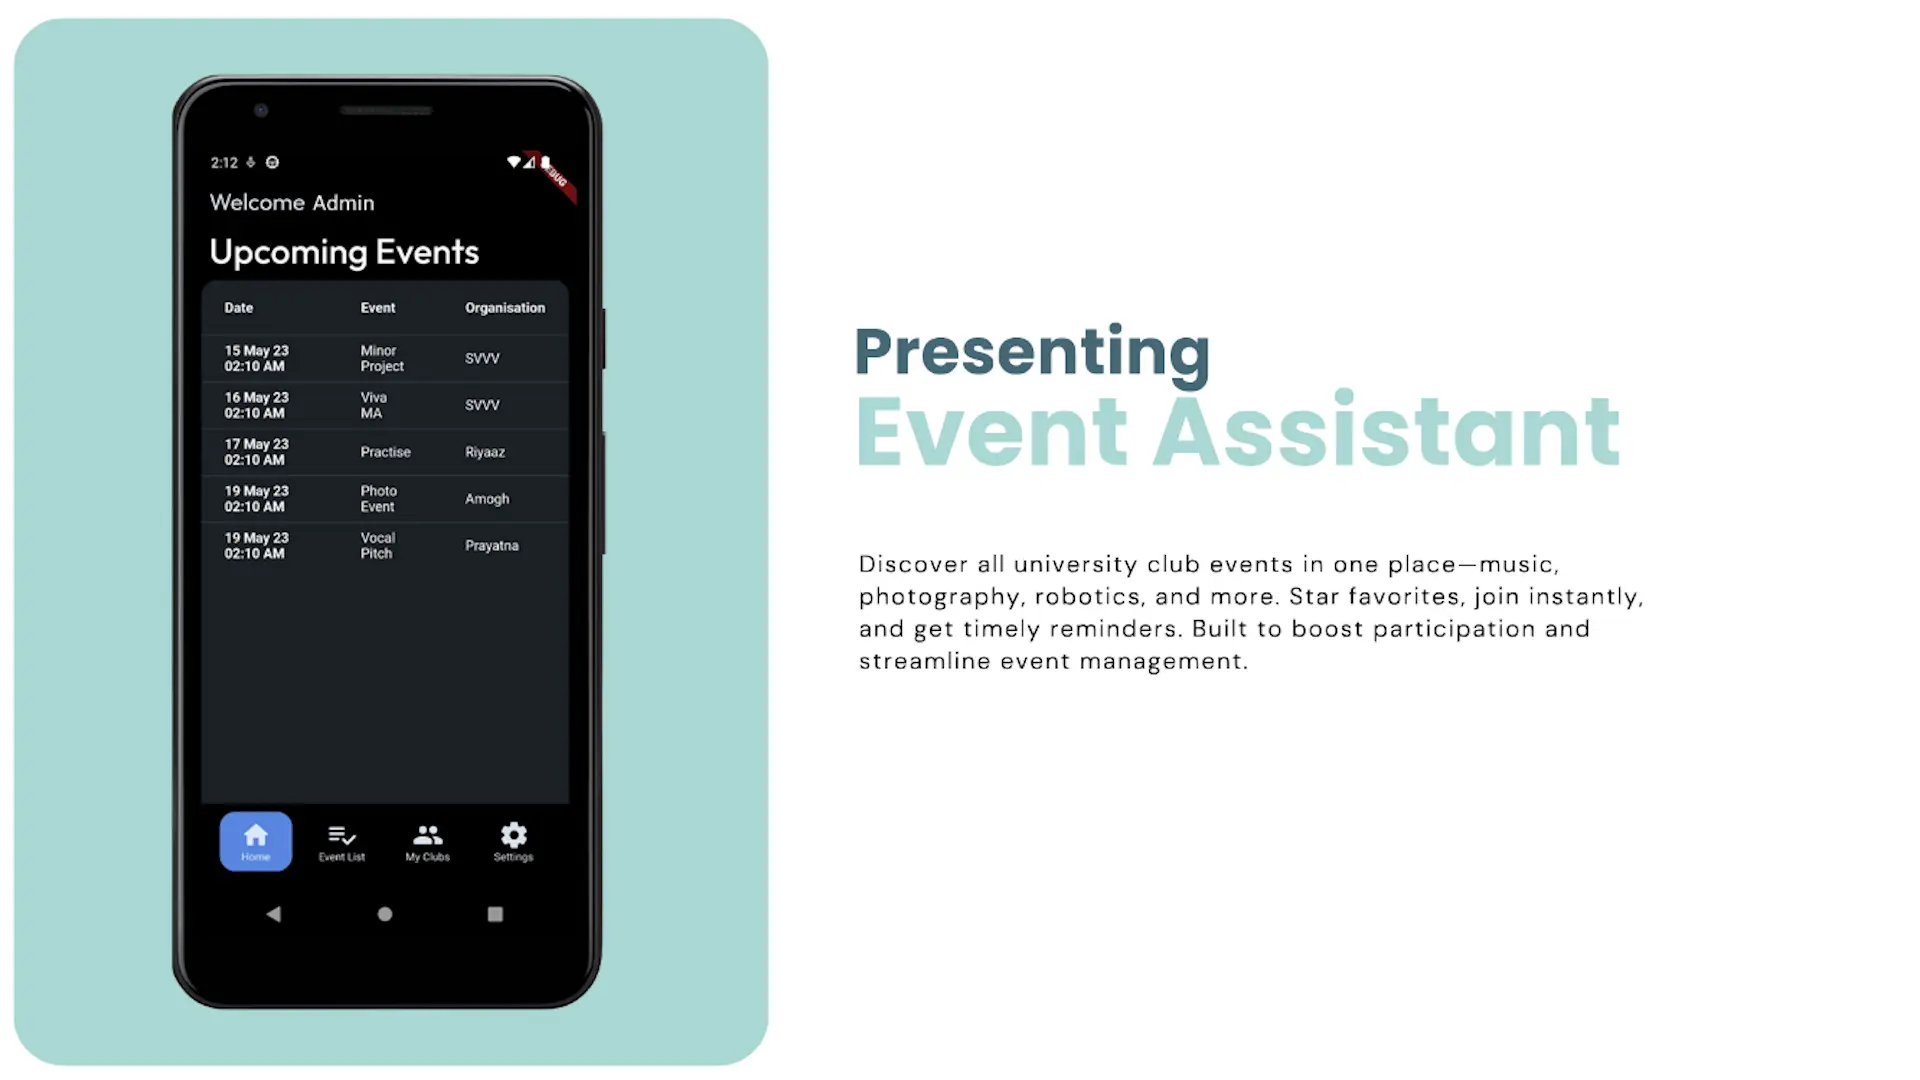 2:12
DEBUG
Welcome Admin
Upcoming Events
Date Event Organisation
15 May 23
02:10 AM
Minor
Project
SVVV
16 May 23
02:10 AM
Viva
MA
SVVV
17 May 23
02:10 AM
Practise
Riyaaz
19 May 23
02:10 AM
Photo
Event
Amogh
19 May 23
02:10 AM
Vocal
Pitch
Prayatna
Home Event List My Clubs Settings
Presenting
Event Assistant
Discover all university club events in one place—music,
photography, robotics, and more. Star favorites, join instantly,
and get timely reminders. Built to boost participation and
streamline event management.